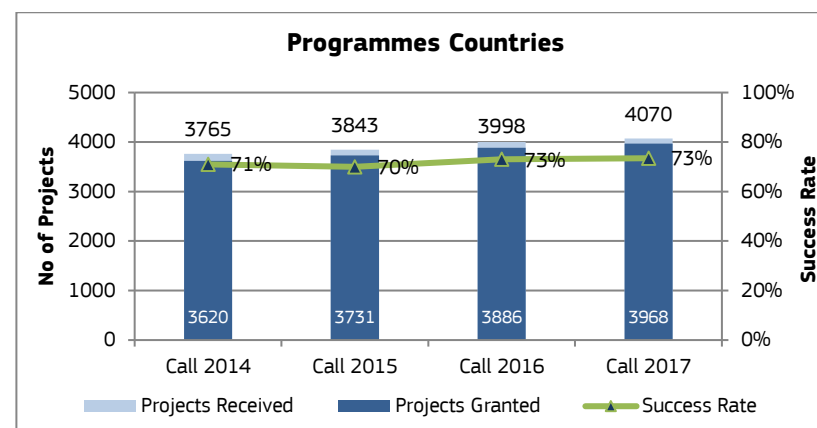 Programmes Countries
5000
4000
3000
2000
1000
0
No of Projects
3765
3843
3998
4070
71%
70%
73%
73%
3620
3731
3886
3968
100%
80%
60%
40%
20%
0%
Success Rate
Call 2014
Call 2015
Call 2016
Call 2017
Projects Received
Projects Granted
Success Rate